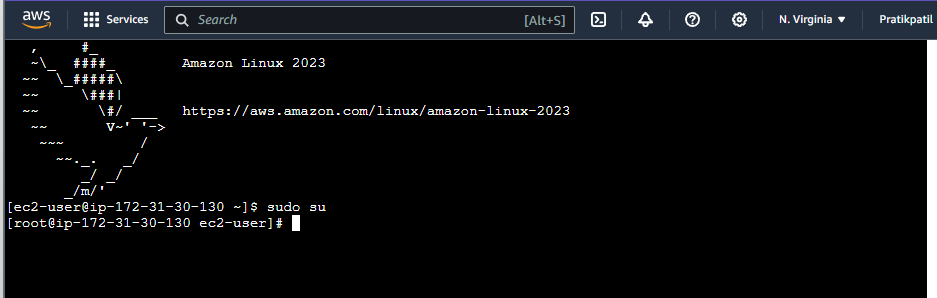 aws Services Search [Alt+S] N. Virginia Pratikpatil
   ,     #_
   ~\_  ####_        Amazon Linux 2023
  ~~  \_#####\
  ~~     \###|
  ~~       \#/ ___   https://aws.amazon.com/linux/amazon-linux-2023
   ~~       V~' '->
    ~~~         /
      ~~._.   _/
         _/ _/
       _/m/'
[ec2-user@ip-172-31-30-130 ~]$ sudo su
[root@ip-172-31-30-130 ec2-user]#